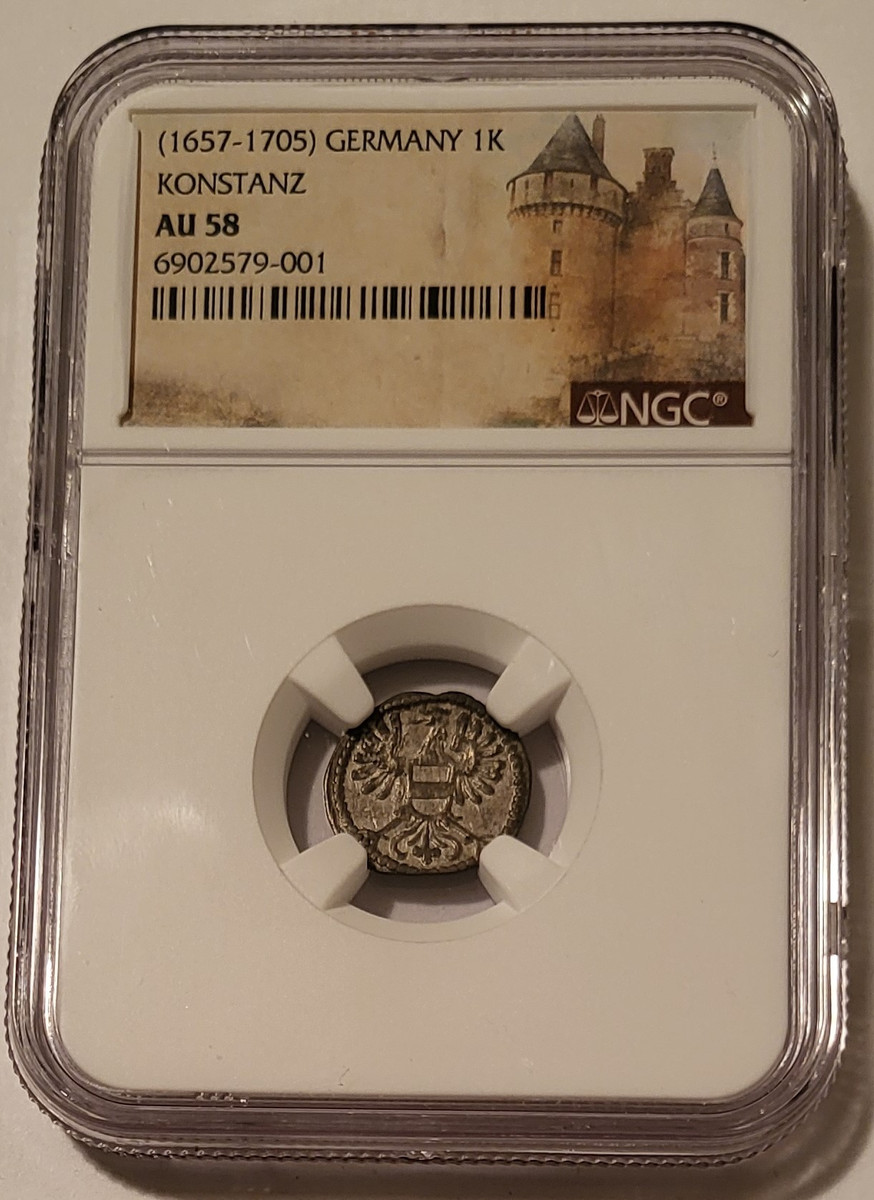 (1657-1705) GERMANY 1K
KONSTANZ
AU 58
6902579-001
NGC®